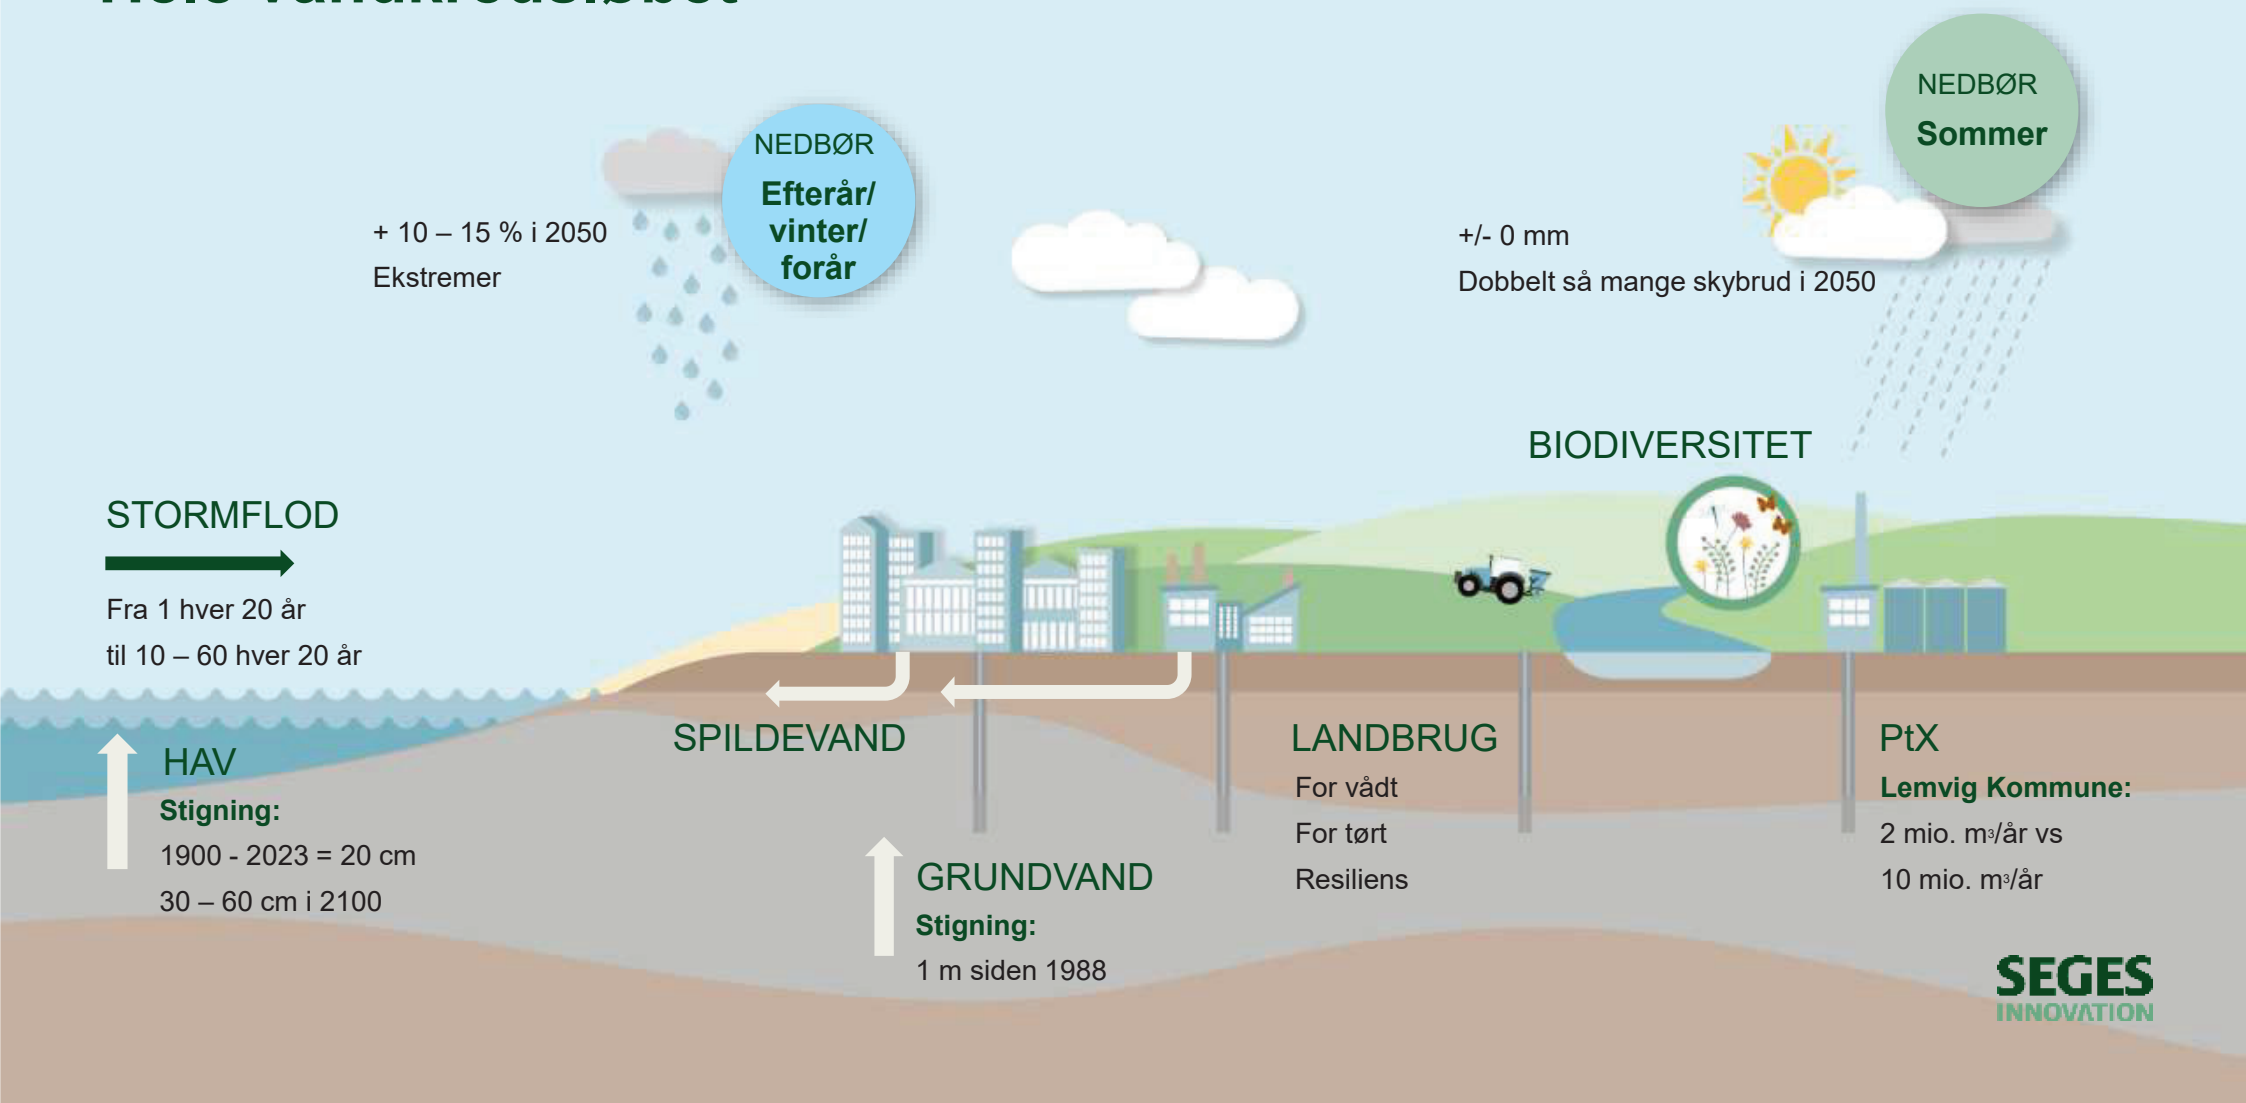 Hele vandkredsløbet
NEDBØR
Efterår/
vinter/
forår
+ 10 – 15 % i 2050
Ekstremer
NEDBØR
Sommer
+/- 0 mm
Dobbelt så mange skybrud i 2050
BIODIVERSITET
STORMFLOD
Fra 1 hver 20 år
til 10 – 60 hver 20 år
HAV
Stigning:
1900 - 2023 = 20 cm
30 – 60 cm i 2100
SPILDEVAND
GRUNDVAND
Stigning:
1 m siden 1988
LANDBRUG
For vådt
For tørt
Resiliens
PtX
Lemvig Kommune:
2 mio. m³/år vs
10 mio. m³/år
SEGES
INNOVATION